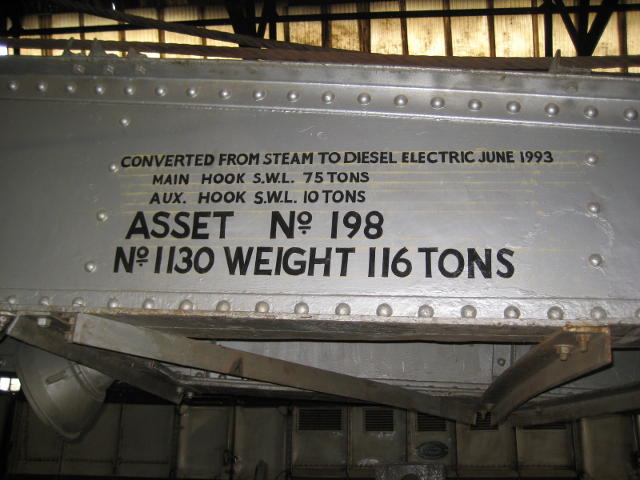 CONVERTED FROM STEAM TO DIESEL ELECTRIC JUNE 1993
MAIN HOOK S.W.L. 75 TONS
AUX. HOOK S.W.L. 10 TONS
ASSET Nº 198
Nº 1130 WEIGHT 116 TONS